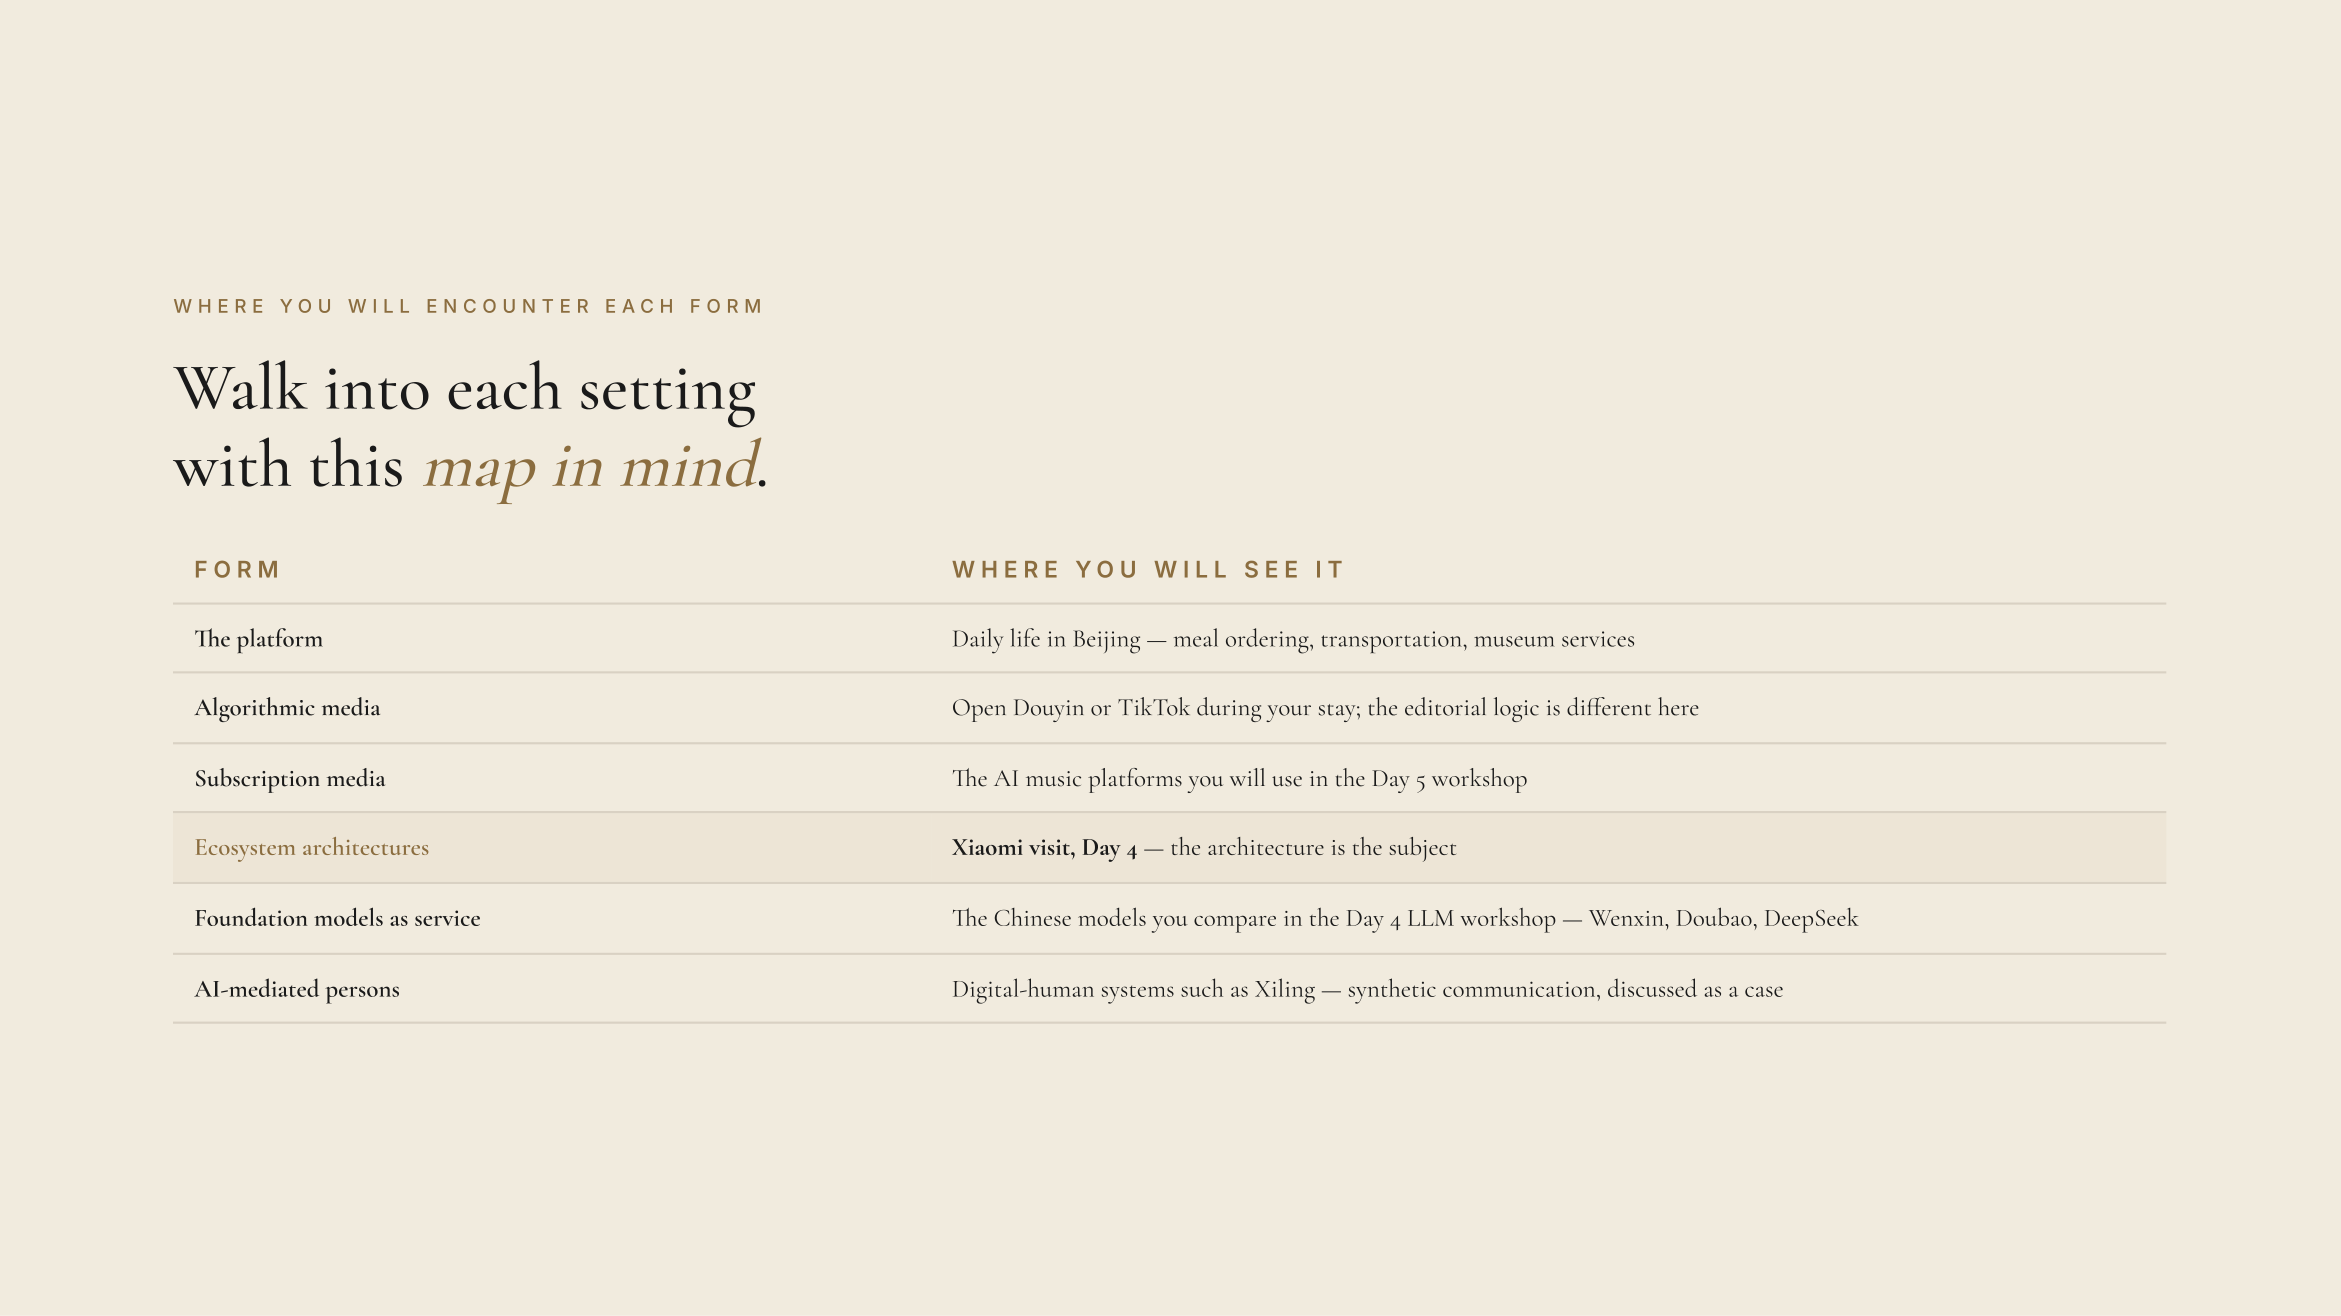 WHERE YOU WILL ENCOUNTER EACH FORM
Walk into each setting
with this map in mind.
FORM WHERE YOU WILL SEE IT
The platform Daily life in Beijing — meal ordering, transportation, museum services
Algorithmic media Open Douyin or TikTok during your stay; the editorial logic is different here
Subscription media The AI music platforms you will use in the Day 5 workshop
Ecosystem architectures Xiaomi visit, Day 4 — the architecture is the subject
Foundation models as service The Chinese models you compare in the Day 4 LLM workshop — Wenxin, Doubao, DeepSeek
AI-mediated persons Digital-human systems such as Xiling — synthetic communication, discussed as a case